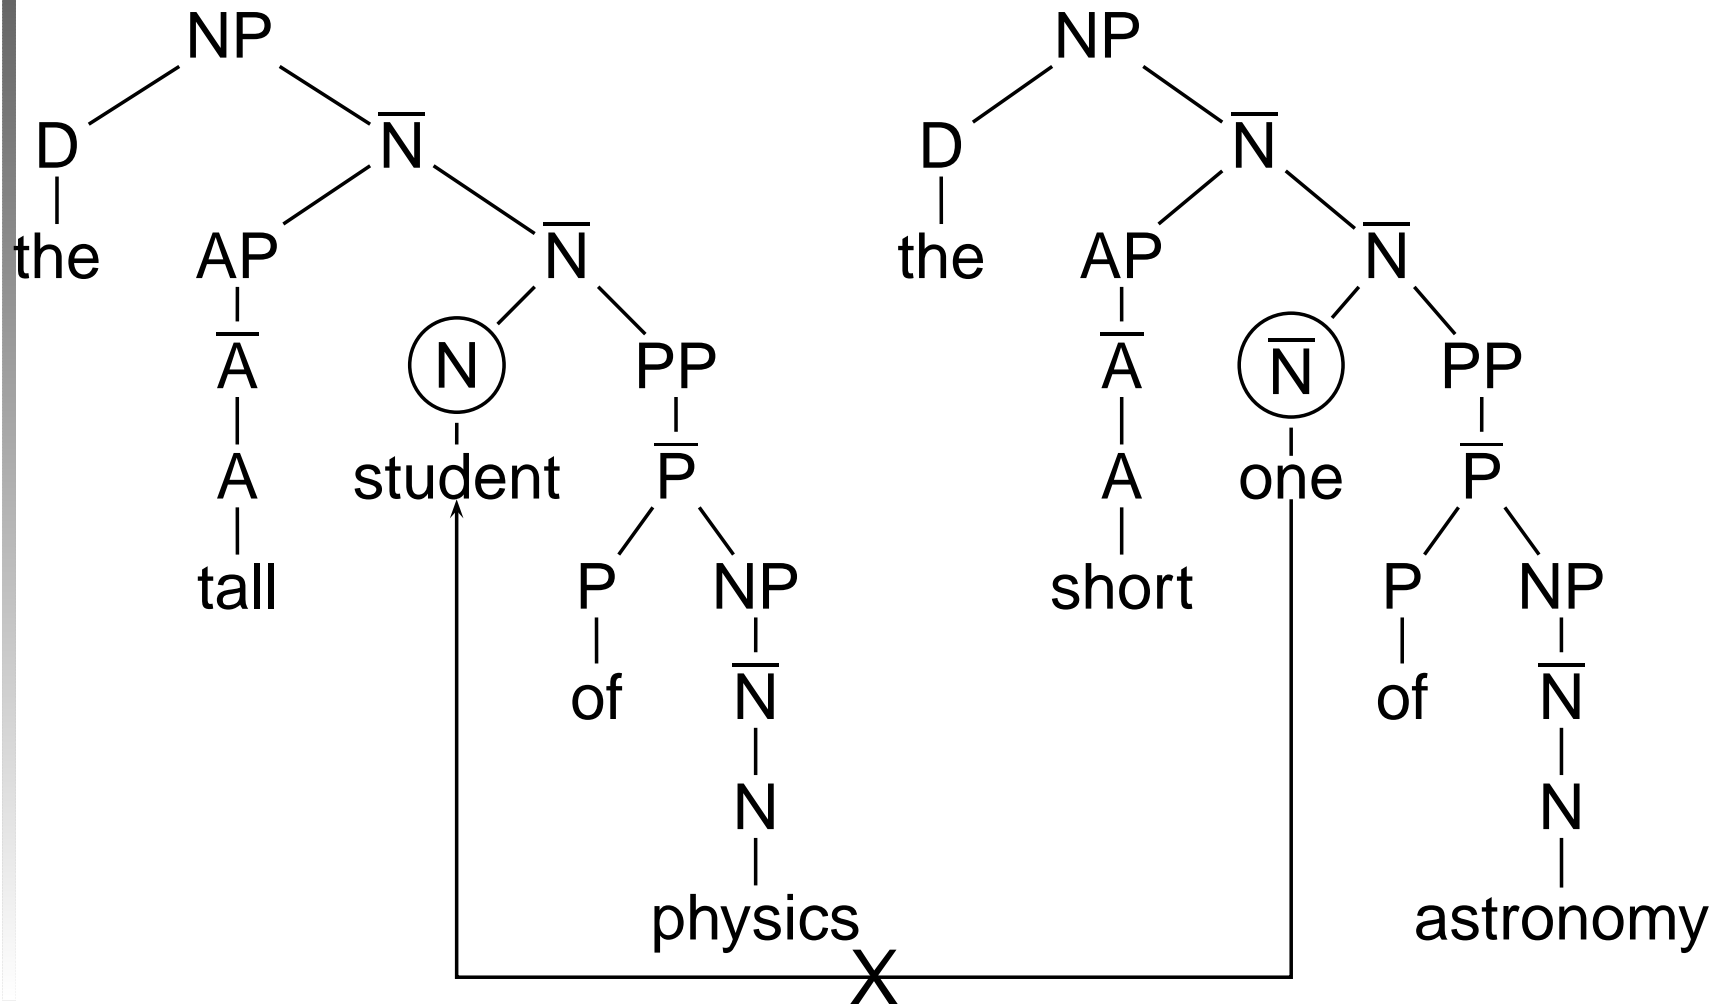 NP NP
D N̅ D N̅
the AP N̅ the AP N̅
A̅ N PP A̅ N̅ PP
A student P̅ A one P̅
tall P NP short P NP
of N̅ of N̅
N N
physics astronomy
X